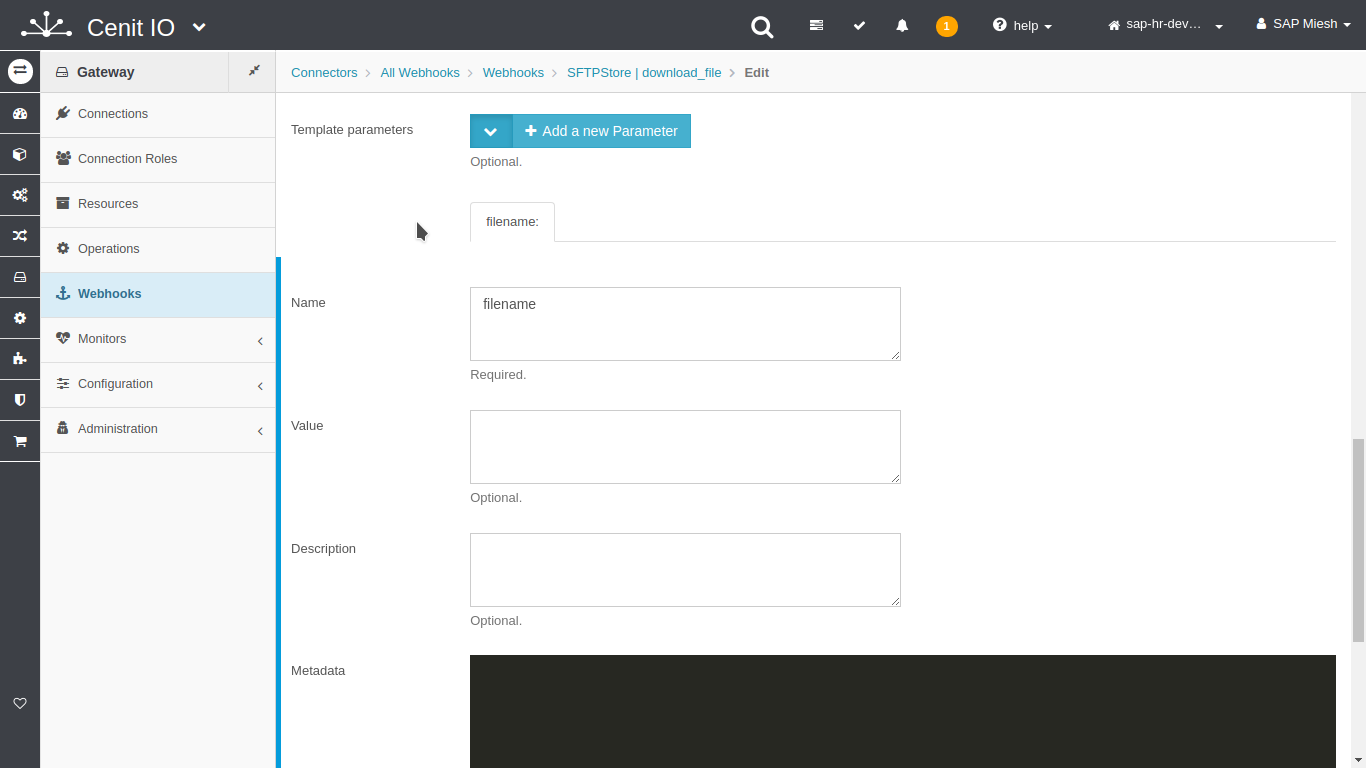 Cenit IO
1
help
sap-hr-dev…
SAP Miesh
Gateway
Connectors
All Webhooks
Webhooks
SFTPStore | download_file
Edit
Connections
Connection Roles
Resources
Operations
Webhooks
Monitors
Configuration
Administration
Template parameters
Add a new Parameter
Optional.
filename:
Name
filename
Required.
Value
Optional.
Description
Optional.
Metadata